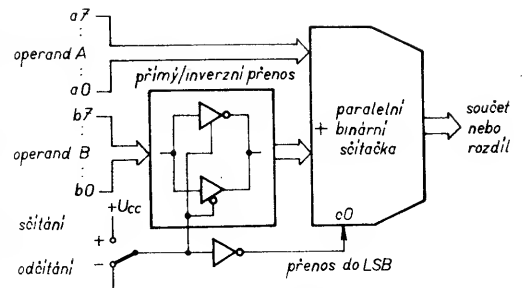 a7
operand A
a0
přímý/inverzní přenos
b7
operand B
b0
+
paralelní
binární
sčítačka
součet
nebo
rozdíl
+Ucc
sčítání
+
odčítání
-
c0
přenos do LSB